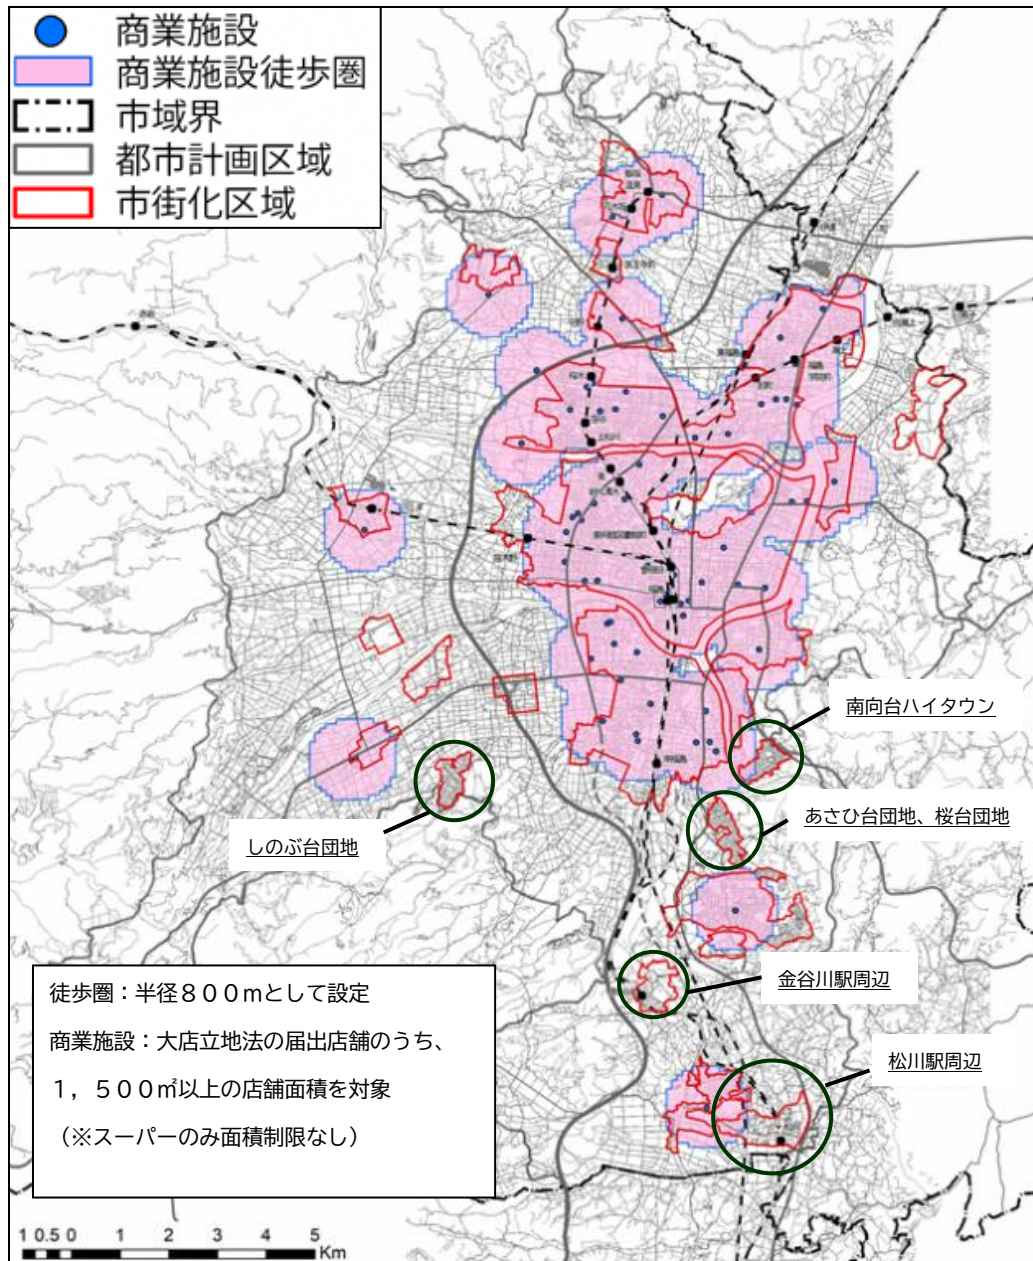 商業施設
商業施設徒歩圏
市域界
都市計画区域
市街化区域
南向台ハイタウン
あさひ台団地、桜台団地
しのぶ台団地
金谷川駅周辺
松川駅周辺
徒歩圏：半径８００ｍとして設定
商業施設：大店立地法の届出店舗のうち、
１，５００㎡以上の店舗面積を対象
（※スーパーのみ面積制限なし）
1 0.5 0 1 2 3 4 5
Km